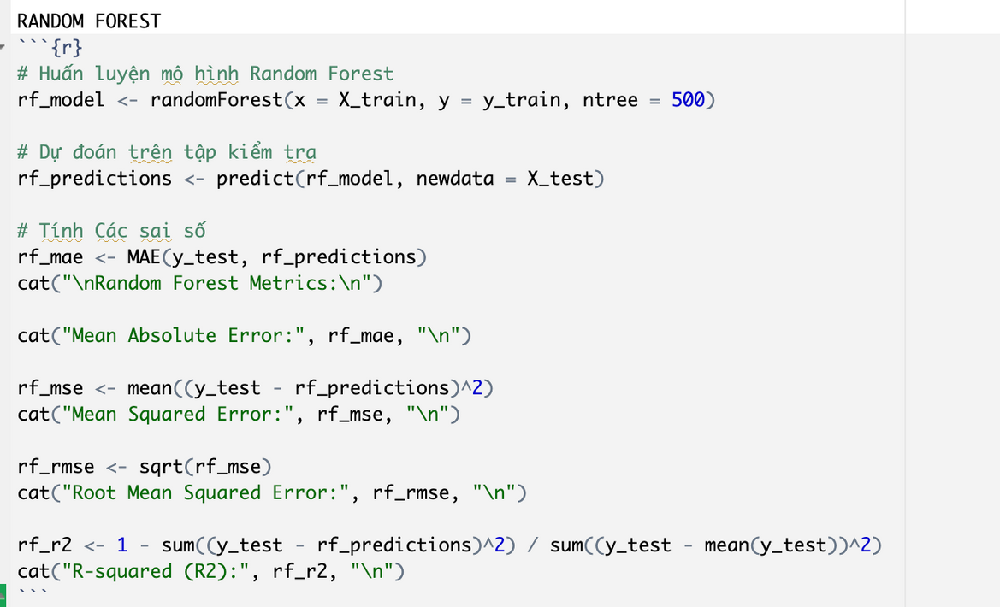 RANDOM FOREST
```{r}
# Huấn luyện mô hình Random Forest
rf_model <- randomForest(x = X_train, y = y_train, ntree = 500)
# Dự đoán trên tập kiểm tra
rf_predictions <- predict(rf_model, newdata = X_test)
# Tính Các sai số
rf_mae <- MAE(y_test, rf_predictions)
cat("\nRandom Forest Metrics:\n")
cat("Mean Absolute Error:", rf_mae, "\n")
rf_mse <- mean((y_test - rf_predictions)^2)
cat("Mean Squared Error:", rf_mse, "\n")
rf_rmse <- sqrt(rf_mse)
cat("Root Mean Squared Error:", rf_rmse, "\n")
rf_r2 <- 1 - sum((y_test - rf_predictions)^2) / sum((y_test - mean(y_test))^2)
cat("R-squared (R2):", rf_r2, "\n")
```